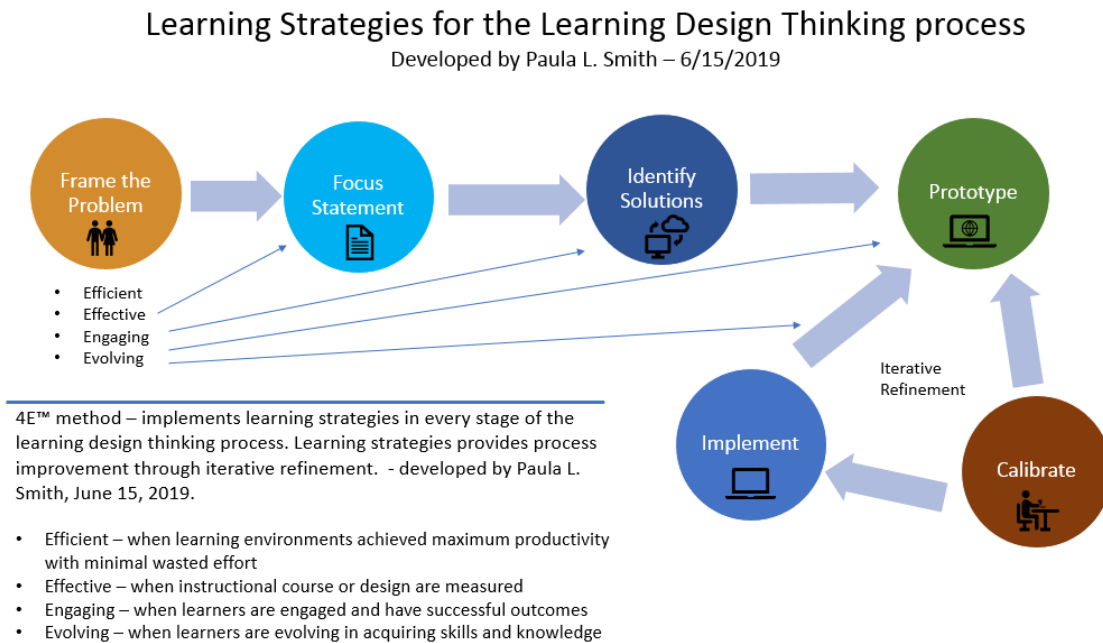 Learning Strategies for the Learning Design Thinking process
Developed by Paula L. Smith – 6/15/2019
Frame the
Problem
Focus
Statement
Identify
Solutions
Prototype
• Efficient
• Effective
• Engaging
• Evolving
Iterative
Refinement
Implement
Calibrate
4E™ method – implements learning strategies in every stage of the
learning design thinking process. Learning strategies provides process
improvement through iterative refinement.  - developed by Paula L.
Smith, June 15, 2019.
• Efficient – when learning environments achieved maximum productivity
with minimal wasted effort
• Effective – when instructional course or design are measured
• Engaging – when learners are engaged and have successful outcomes
• Evolving – when learners are evolving in acquiring skills and knowledge